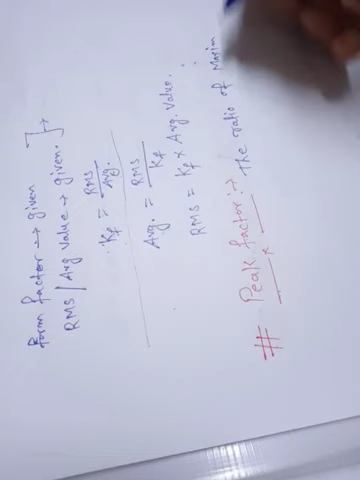 Form factor → given
RMS / Avg value → given. ] →
Kf = RMS / Avg.
Avg. = RMS / Kf
RMS = Kf × Avg. Value.
# Peak factor :→ The ratio of Maxim